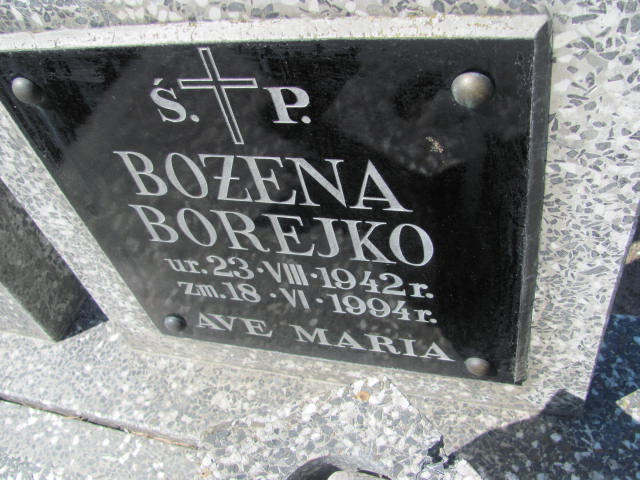 Ś. P.
BOŻENA
BOREJKO
ur. 23·VIII·1942 r.
zm. 18·VI·1994 r.
AVE MARIA